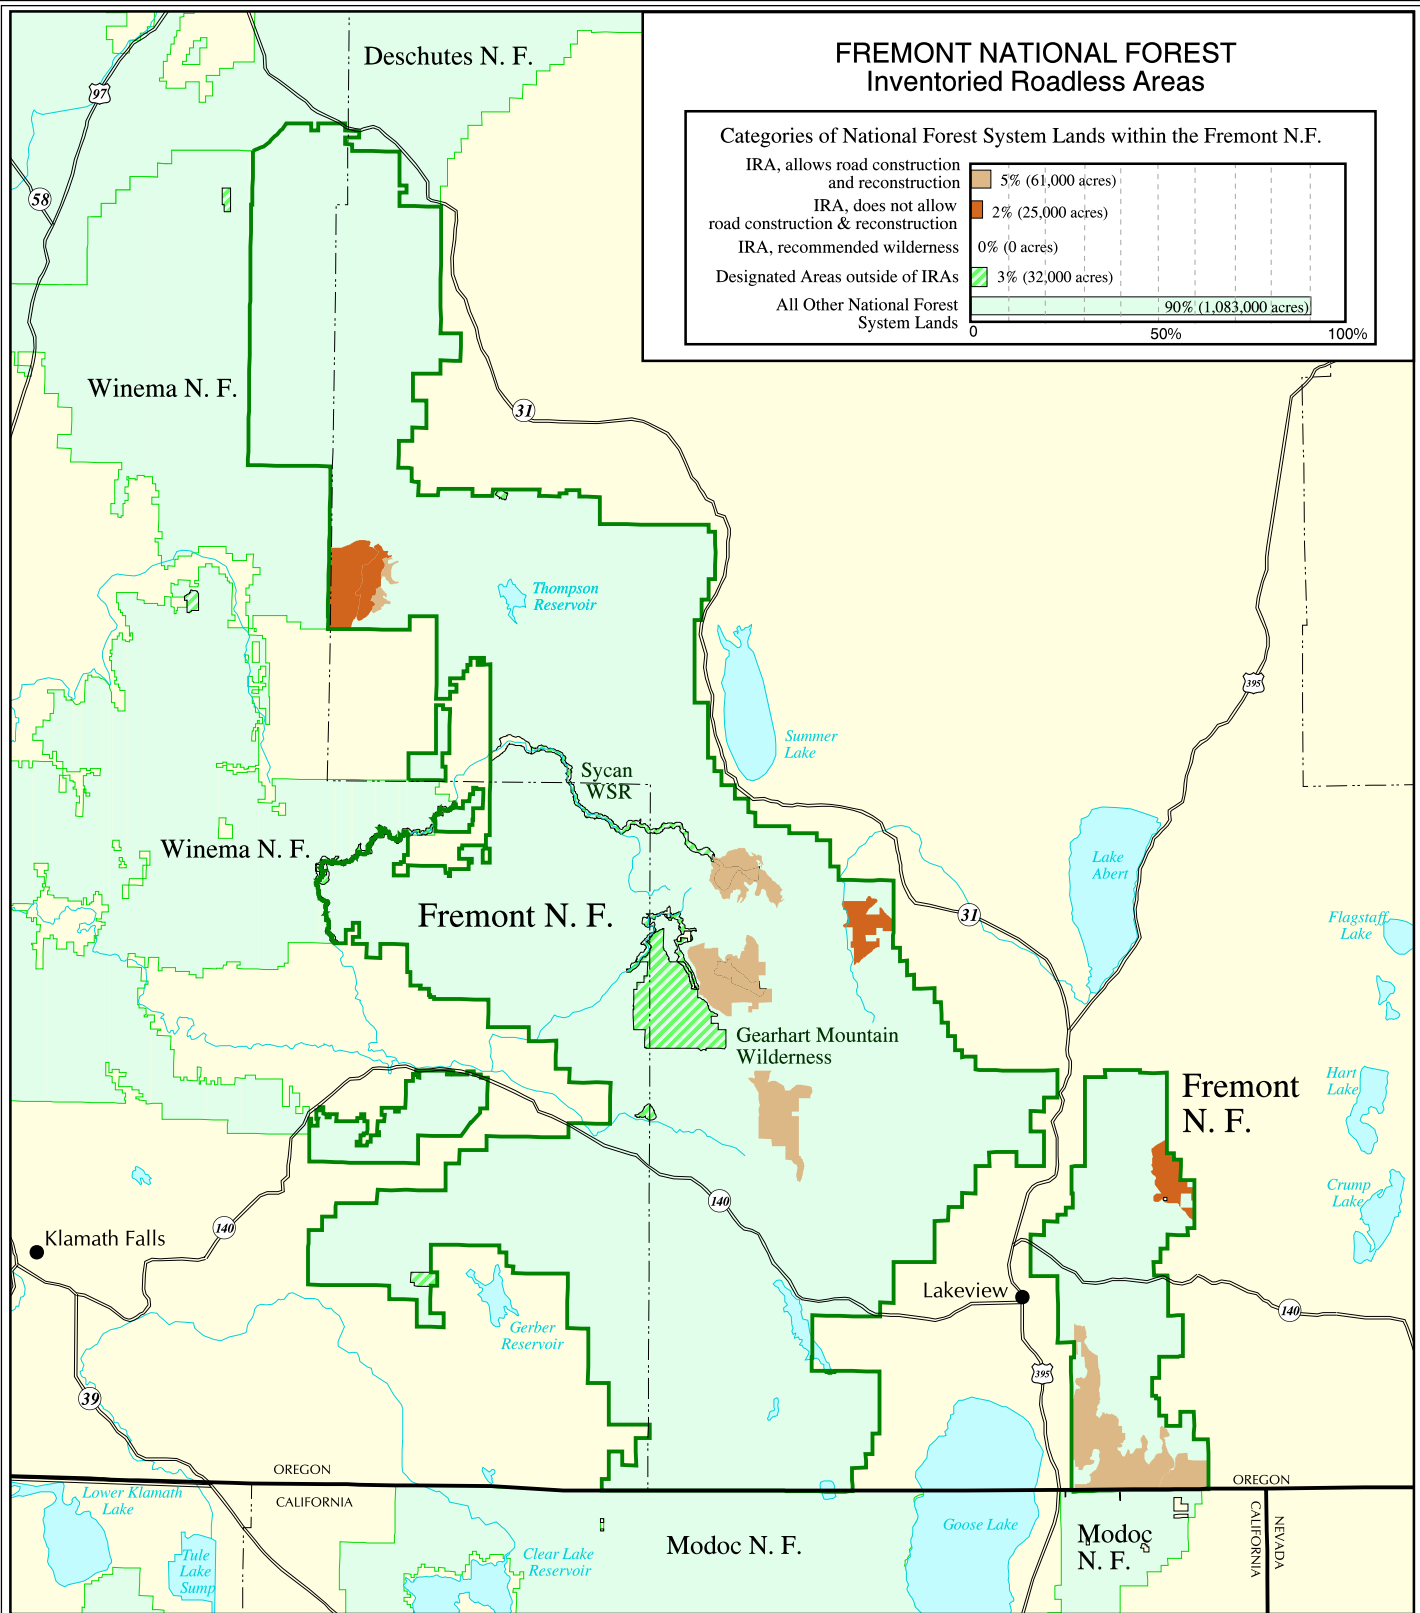 FREMONT NATIONAL FOREST
Inventoried Roadless Areas
Categories of National Forest System Lands within the Fremont N.F.
IRA, allows road construction
and reconstruction
5% (61,000 acres)
IRA, does not allow
road construction & reconstruction
2% (25,000 acres)
IRA, recommended wilderness
0% (0 acres)
Designated Areas outside of IRAs
3% (32,000 acres)
All Other National Forest
System Lands
90% (1,083,000 acres)
0 50% 100%
Deschutes N. F.
97
58
Winema N. F.
31
Thompson
Reservoir
395
Summer
Lake
Sycan
WSR
Winema N. F.
Lake
Abert
Fremont N. F.
31
Flagstaff
Lake
Gearhart Mountain
Wilderness
Hart
Lake
Fremont
N. F.
Crump
Lake
140
140
Klamath Falls
Lakeview
140
Gerber
Reservoir
395
39
OREGON
CALIFORNIA
OREGON
CALIFORNIA
NEVADA
Lower Klamath
Lake
Tule
Lake
Sump
Clear Lake
Reservoir
Modoc N. F.
Goose Lake
Modoc
N. F.